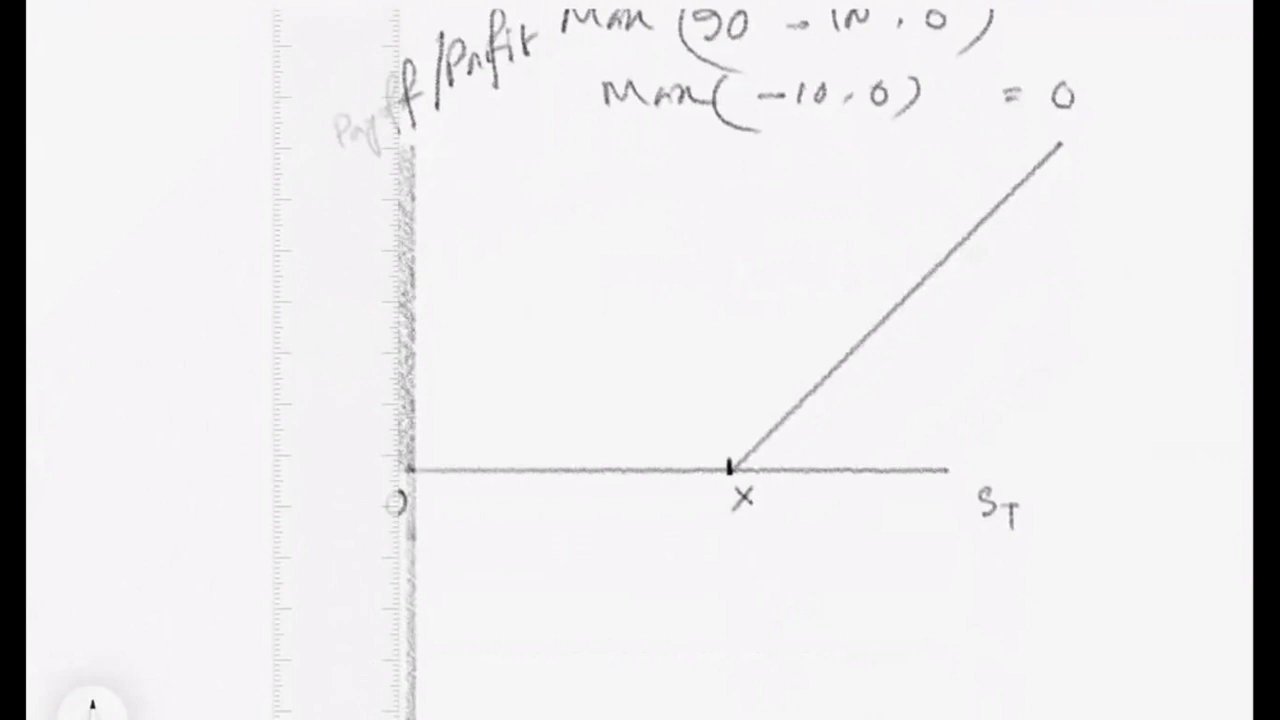 Max (90 - 100, 0)
Payoff/Profit
Max(-10, 0) = 0
0
X
S_T